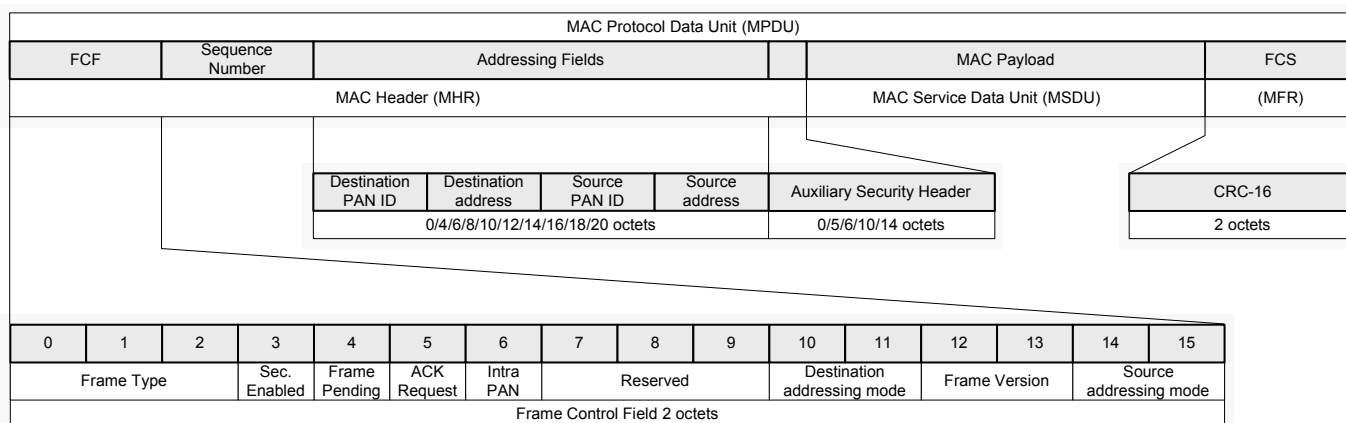 MAC Protocol Data Unit (MPDU)
FCF
Sequence
Number
Addressing Fields
MAC Payload
FCS
MAC Header (MHR)
MAC Service Data Unit (MSDU)
(MFR)
Destination
PAN ID
Destination
address
Source
PAN ID
Source
address
Auxiliary Security Header
CRC-16
0/4/6/8/10/12/14/16/18/20 octets
0/5/6/10/14 octets
2 octets
0 1 2 3 4 5 6 7 8 9 10 11 12 13 14 15
Frame Type
Sec.
Enabled
Frame
Pending
ACK
Request
Intra
PAN
Reserved
Destination
addressing mode
Frame Version
Source
addressing mode
Frame Control Field 2 octets